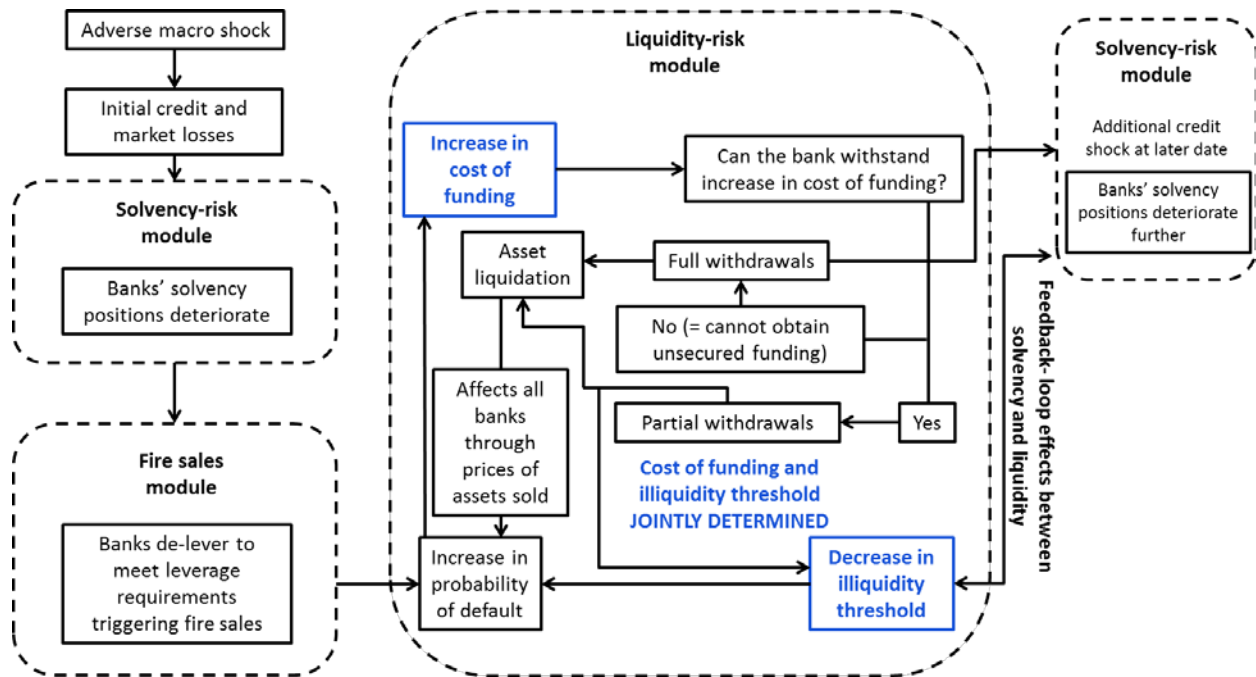 Adverse macro shock
Initial credit and
market losses
Solvency-risk
module
Banks' solvency
positions deteriorate
Fire sales
module
Banks de-lever to
meet leverage
requirements
triggering fire sales
Liquidity-risk
module
Increase in
cost of
funding
Can the bank withstand
increase in cost of funding?
Asset
liquidation
Full withdrawals
No (= cannot obtain
unsecured funding)
Affects all
banks
through
prices of
assets sold
Partial withdrawals
Yes
Cost of funding and
illiquidity threshold
JOINTLY DETERMINED
Increase in
probability
of default
Decrease in
illiquidity
threshold
Solvency-risk
module
Additional credit
shock at later date
Banks' solvency
positions deteriorate
further
Feedback- loop effects between
solvency and liquidity